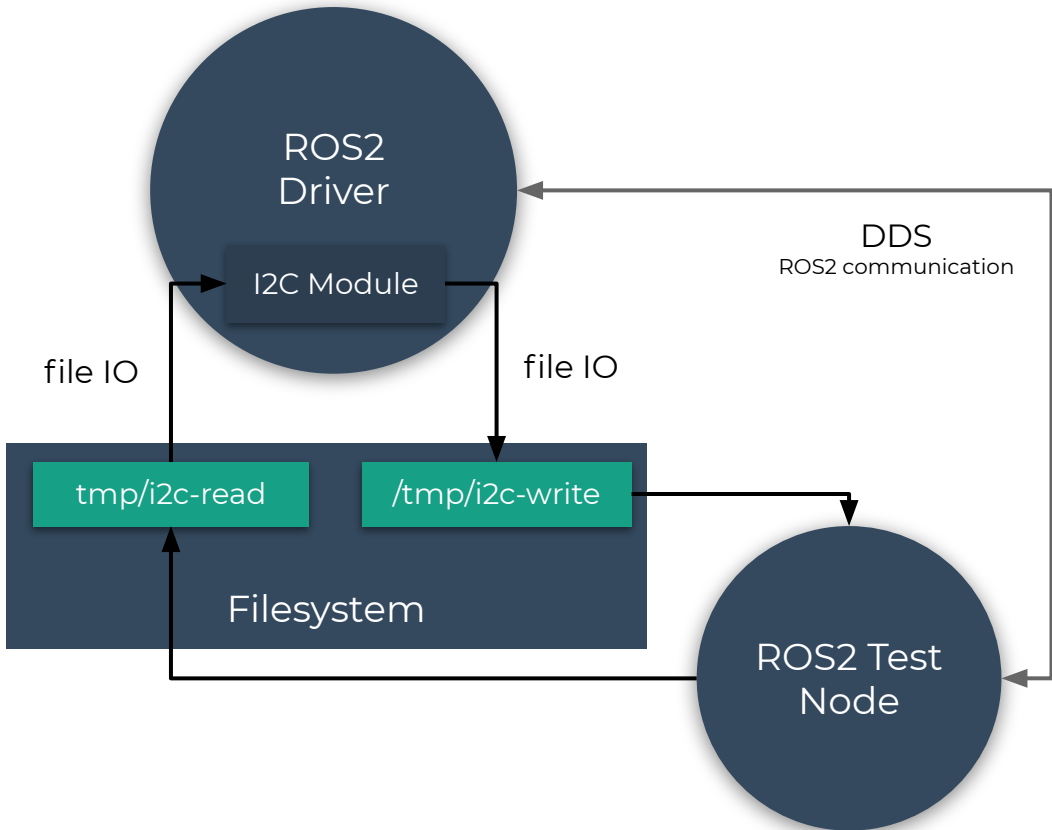 ROS2
Driver
I2C Module
DDS
ROS2 communication
file IO
file IO
tmp/i2c-read
/tmp/i2c-write
Filesystem
ROS2 Test
Node